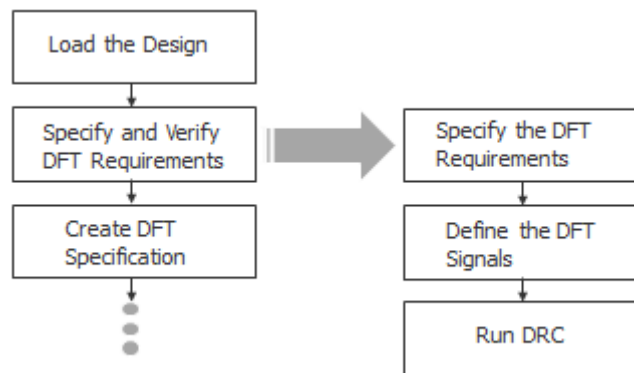 Load the Design
Specify and Verify
DFT Requirements
Create DFT
Specification
Specify the DFT
Requirements
Define the DFT
Signals
Run DRC